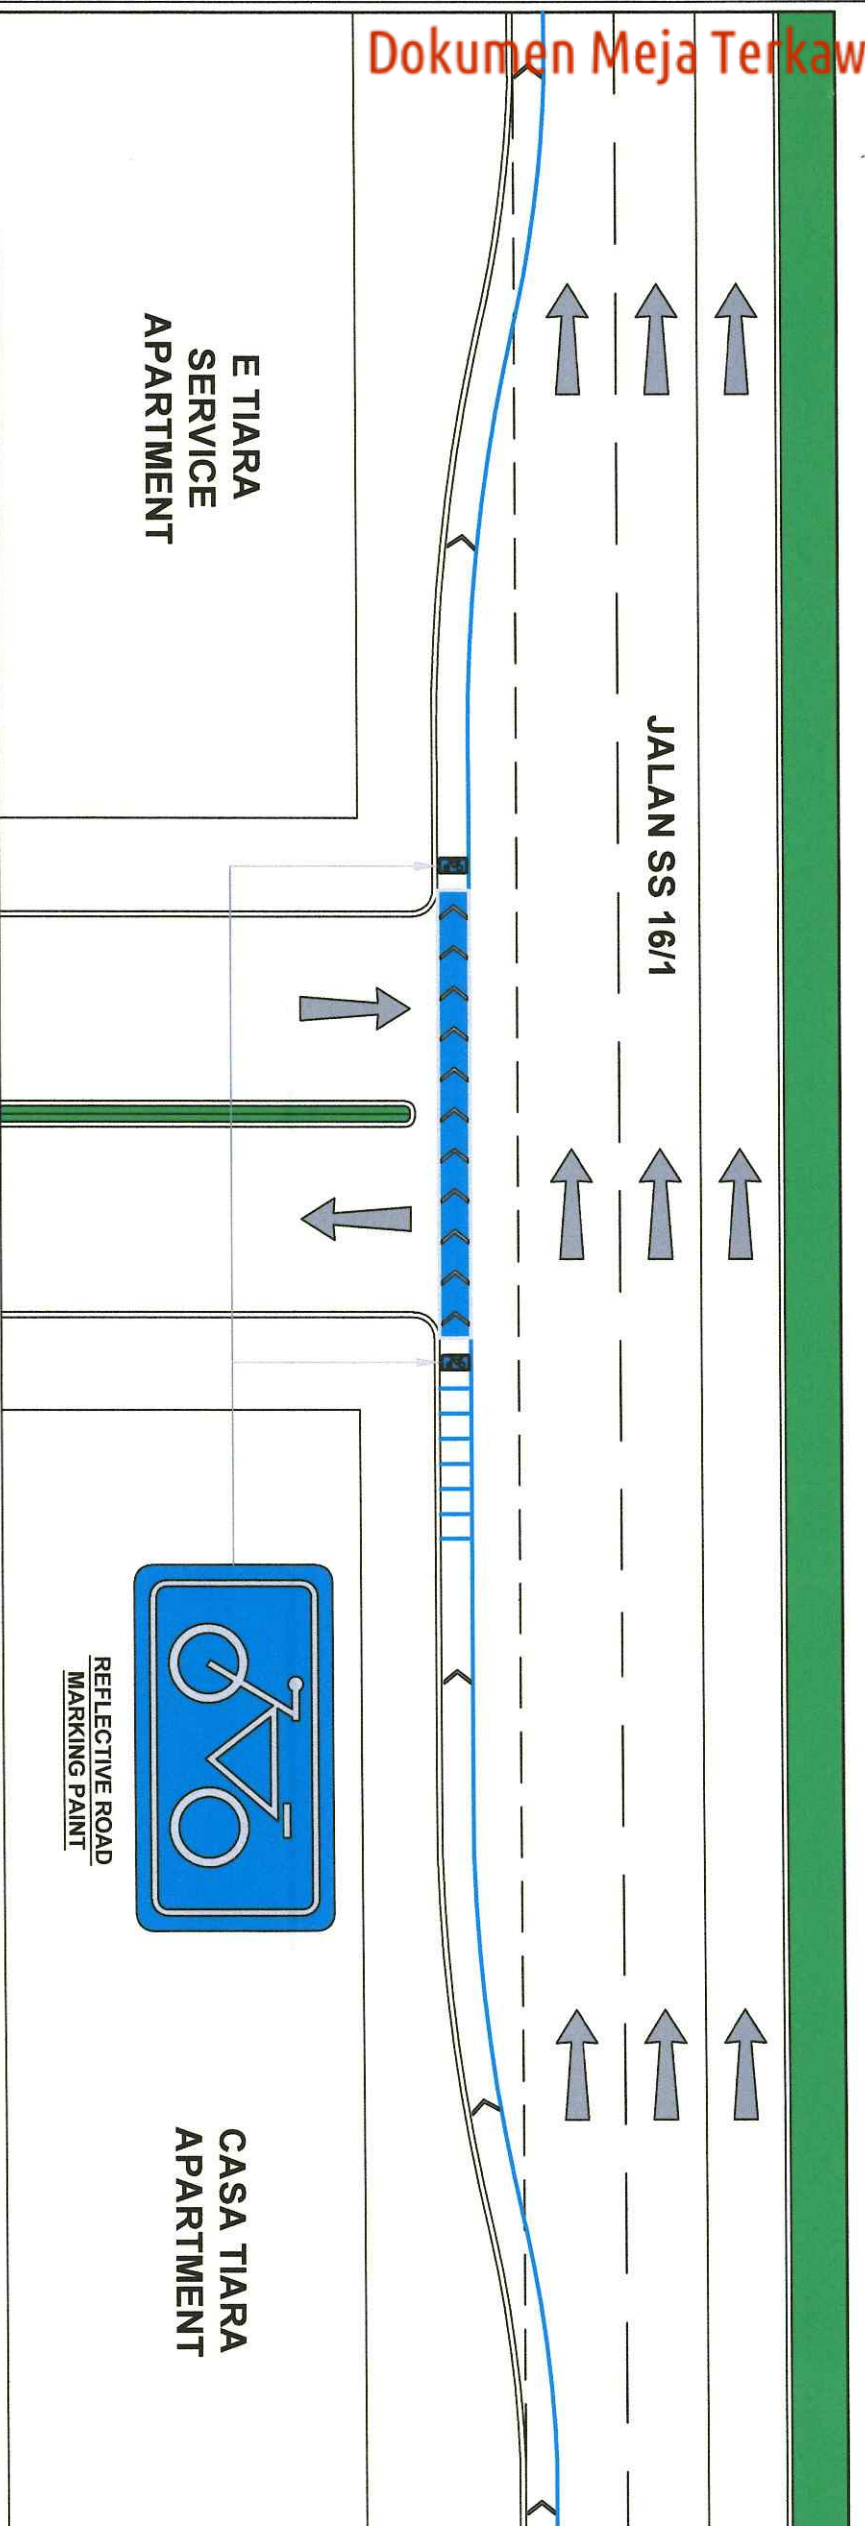 Dokumen Meja Terkaw
E TIARA
SERVICE
APARTMENT
JALAN SS 16/1
REFLECTIVE ROAD
MARKING PAINT
CASA TIARA
APARTMENT